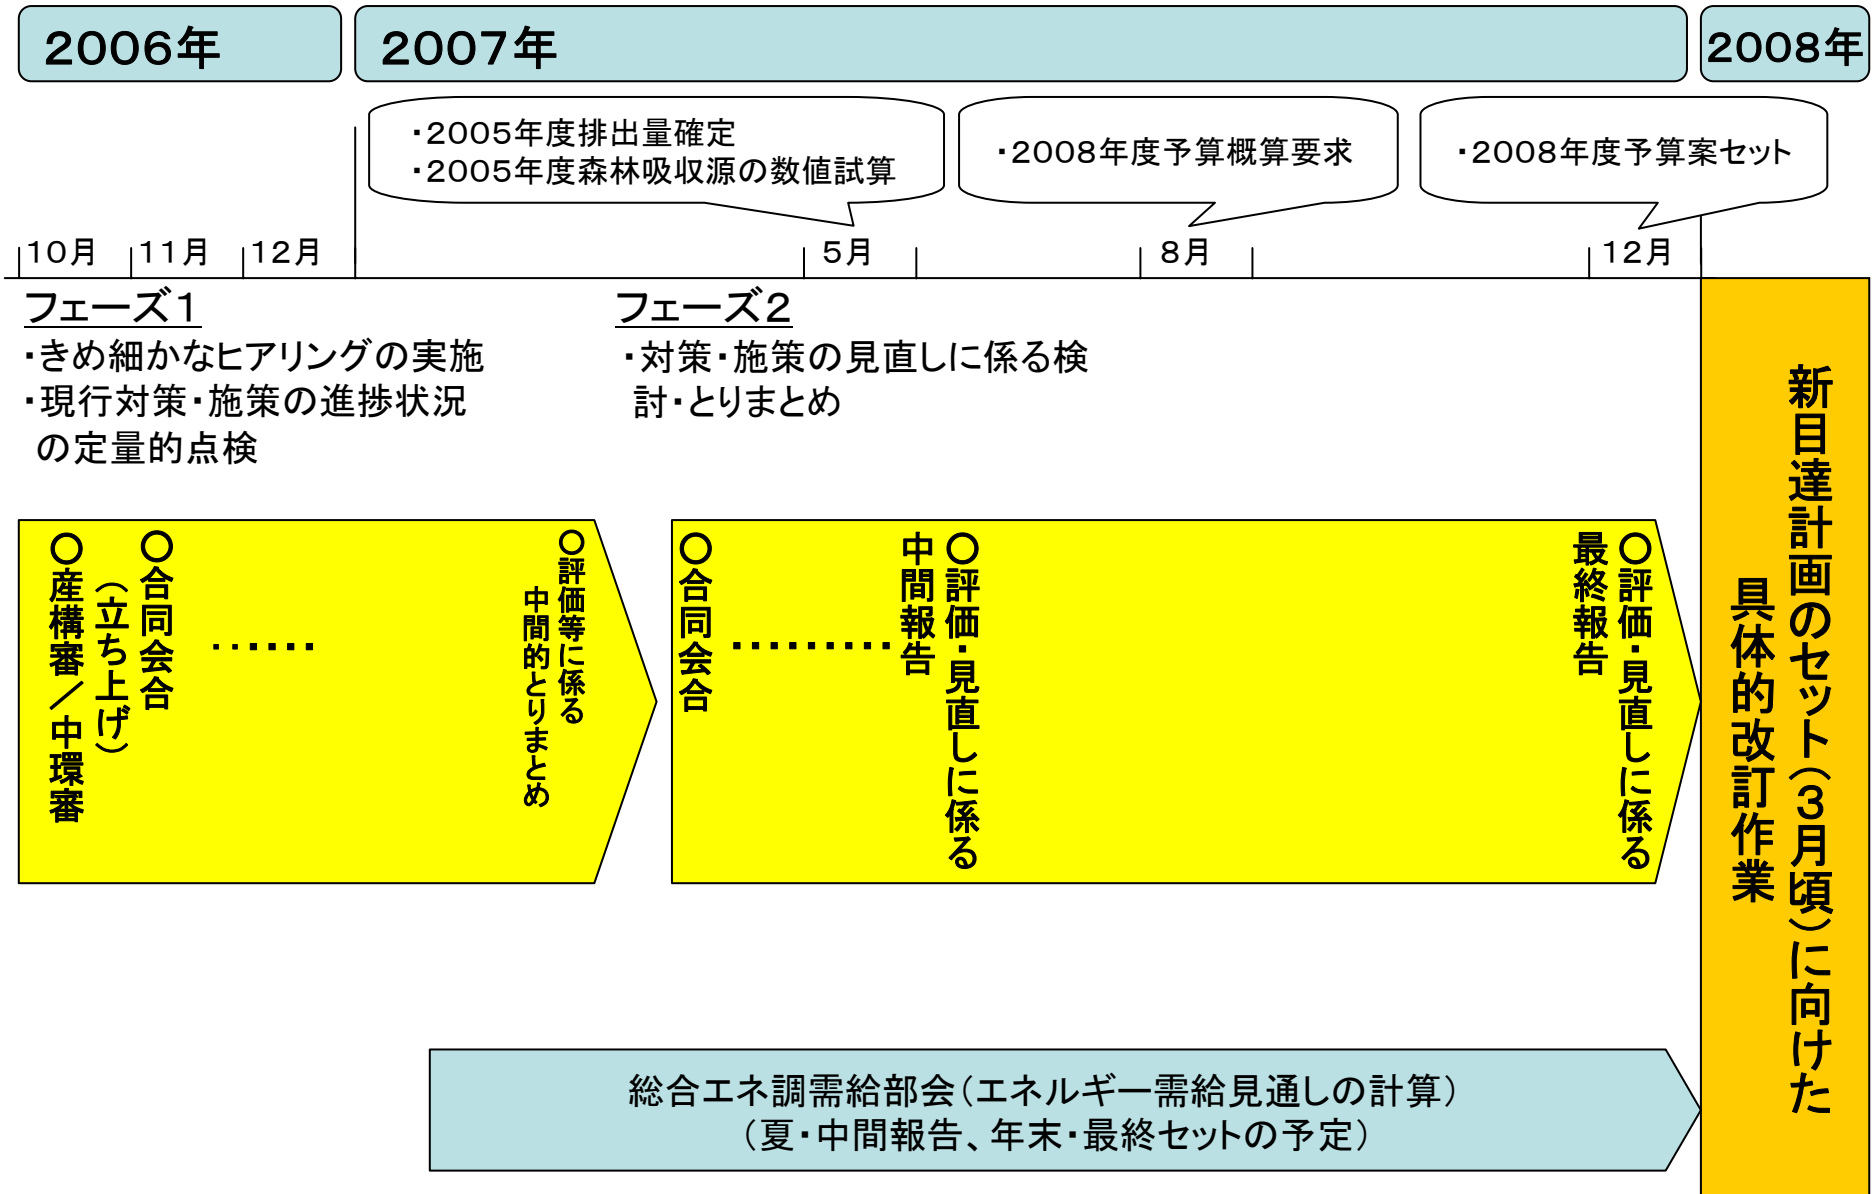 2006年
2007年
2008年
・2005年度排出量確定
・2005年度森林吸収源の数値試算
・2008年度予算概算要求
・2008年度予算案セット
10月
11月
12月
5月
8月
12月
フェーズ1
・きめ細かなヒアリングの実施
・現行対策・施策の進捗状況
の定量的点検
フェーズ2
・対策・施策の見直しに係る検
討・とりまとめ
○産構審/中環審
○合同会合
(立ち上げ)
・・・・・・
○評価等に係る
中間的とりまとめ
○合同会合
・・・・・・・・・
○評価・見直しに係る
中間報告
○評価・見直しに係る
最終報告
新目達計画のセット(3月頃)に向けた
具体的改訂作業
総合エネ調需給部会(エネルギー需給見通しの計算)
(夏・中間報告、年末・最終セットの予定)